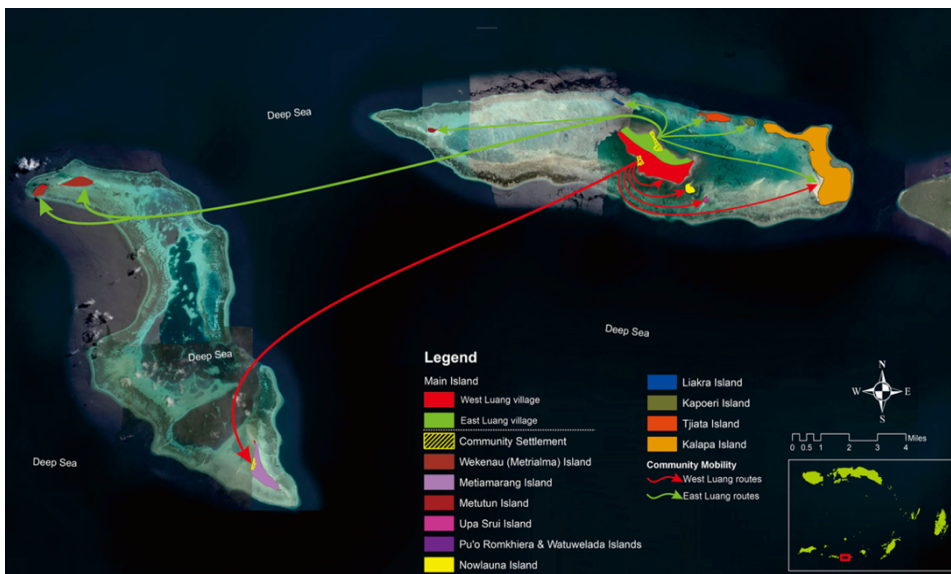 Deep Sea
Deep Sea
Deep Sea
Deep Sea
Deep Sea
Legend
Main Island
West Luang village
East Luang village
Community Settlement
Wekenau (Metrialma) Island
Metiamarang Island
Metutun Island
Upa Srui Island
Pu'o Romkhiera & Watuwelada Islands
Nowlauna Island
Liakra Island
Kapoeri Island
Tjiata Island
Kalapa Island
Community Mobility
West Luang routes
East Luang routes
N
W E
S
0 0.5 1 2 3 4 Miles